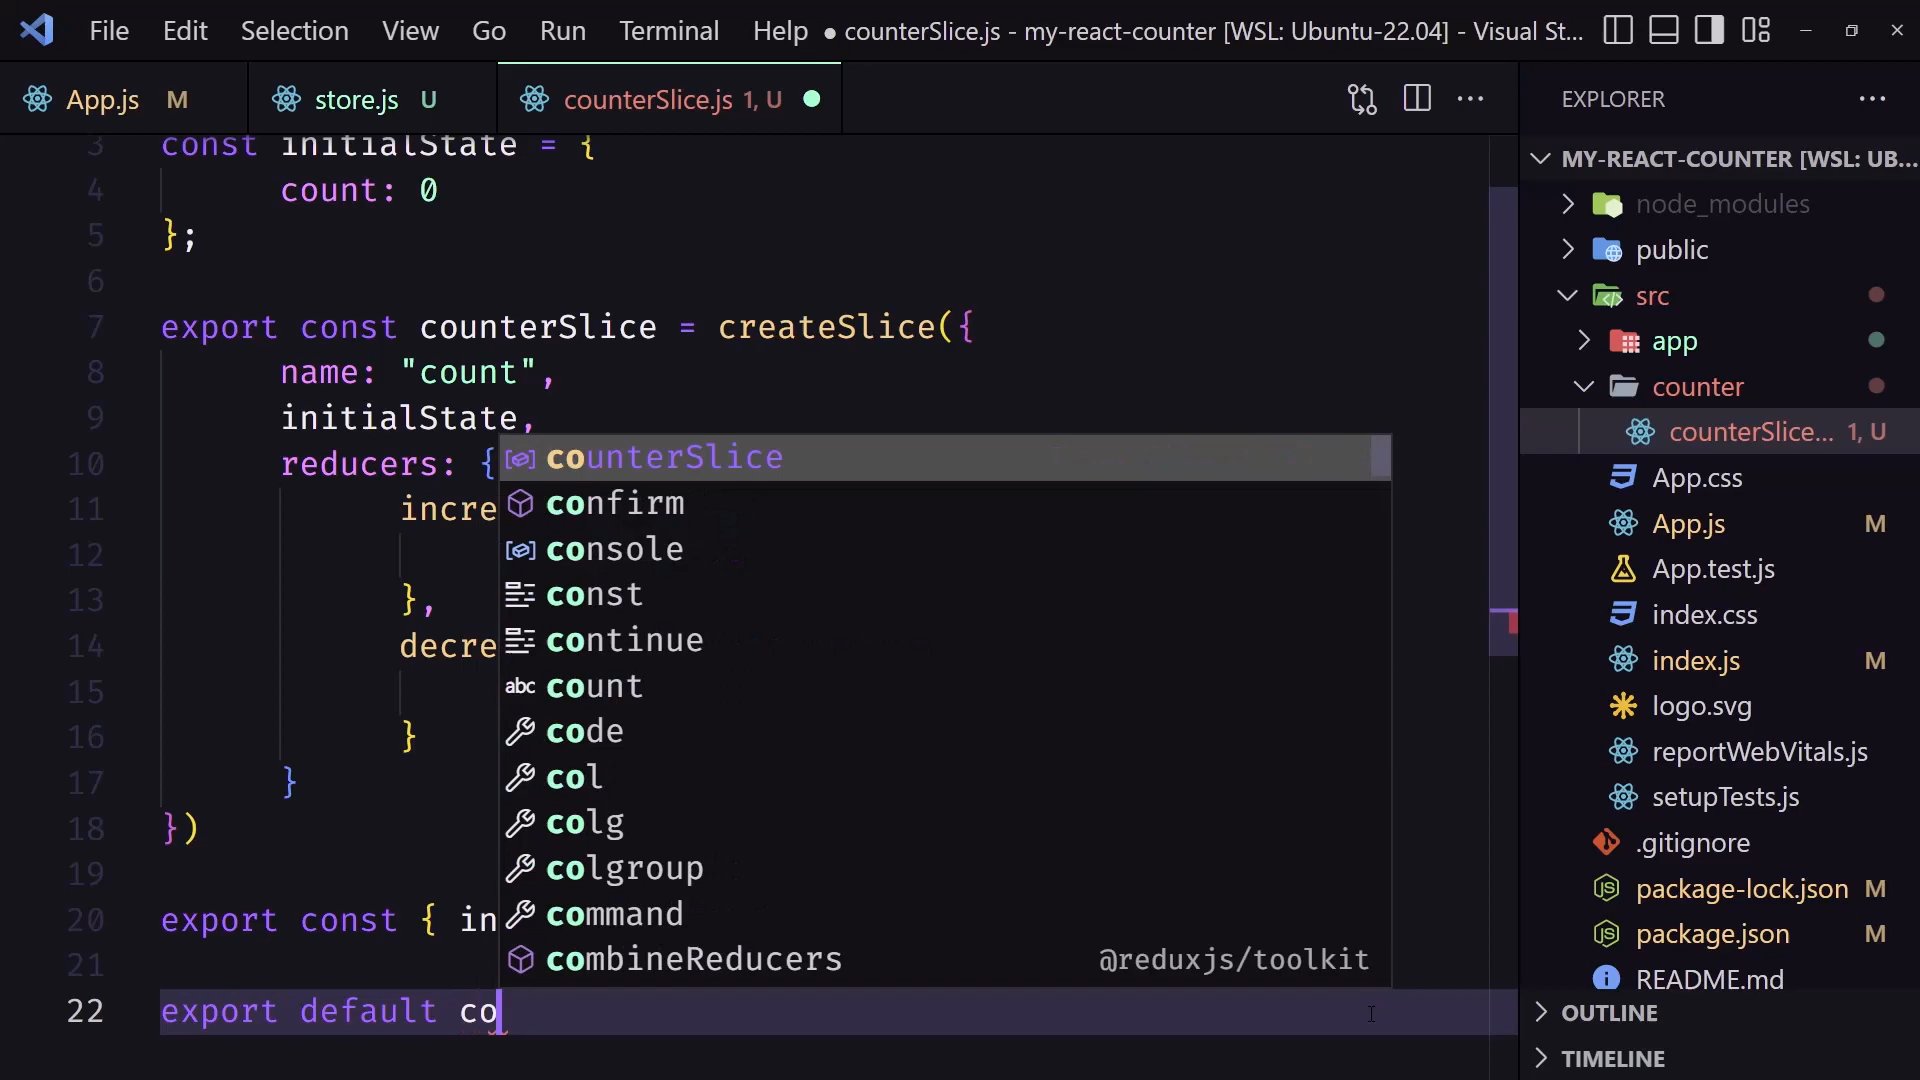 File Edit Selection View Go Run Terminal Help ● counterSlice.js - my-react-counter [WSL: Ubuntu-22.04] - Visual St...
App.js M store.js U counterSlice.js 1, U
3 const initialState = {
4 count: 0
5 };
6
7 export const counterSlice = createSlice({
8 name: "count",
9 initialState,
10 reducers: {
11 incre
12
13 },
14 decre
15
16 }
17 }
18 })
19
20 export const { in
21
22 export default co
counterSlice
confirm
console
const
continue
abc count
code
col
colg
colgroup
command
combineReducers @reduxjs/toolkit
EXPLORER
MY-REACT-COUNTER [WSL: UB...
node_modules
public
src
app
counter
counterSlice... 1, U
App.css
App.js M
App.test.js
index.css
index.js M
logo.svg
reportWebVitals.js
setupTests.js
.gitignore
package-lock.json M
package.json M
README.md
OUTLINE
TIMELINE